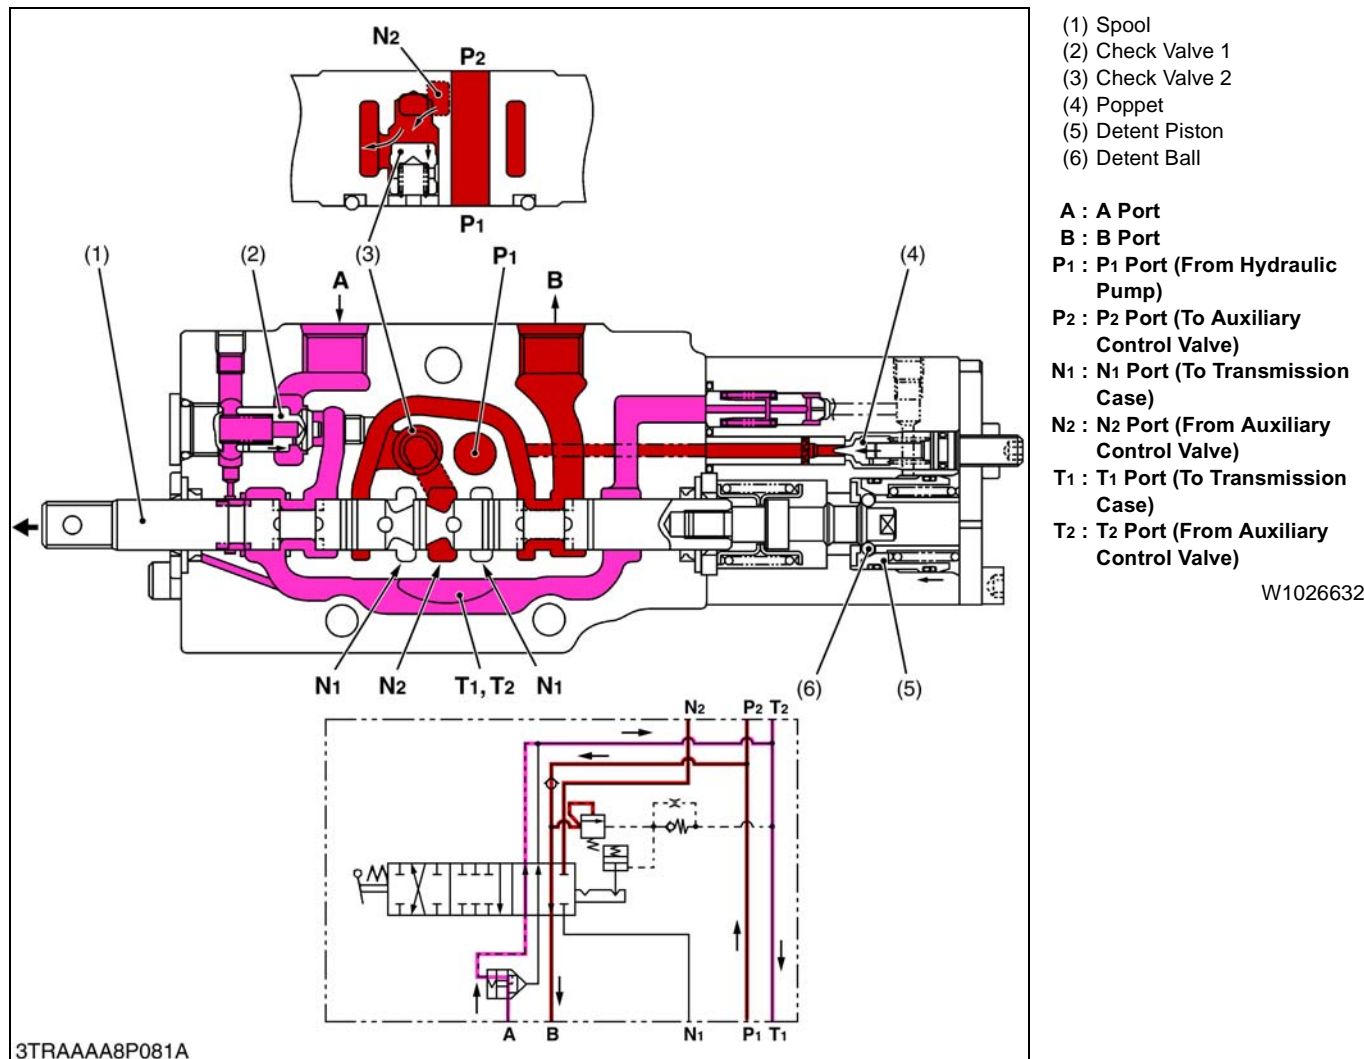 N2
P2
P1
(1)
(2)
A
(3)
P1
B
(4)
N1
N2
T1, T2
N1
(6)
(5)
N2
P2
T2
A
B
N1
P1
T1
3TRAAAA8P081A
(1) Spool
(2) Check Valve 1
(3) Check Valve 2
(4) Poppet
(5) Detent Piston
(6) Detent Ball
A : A Port
B : B Port
P1 : P1 Port (From Hydraulic
Pump)
P2 : P2 Port (To Auxiliary
Control Valve)
N1 : N1 Port (To Transmission
Case)
N2 : N2 Port (From Auxiliary
Control Valve)
T1 : T1 Port (To Transmission
Case)
T2 : T2 Port (From Auxiliary
Control Valve)
W1026632